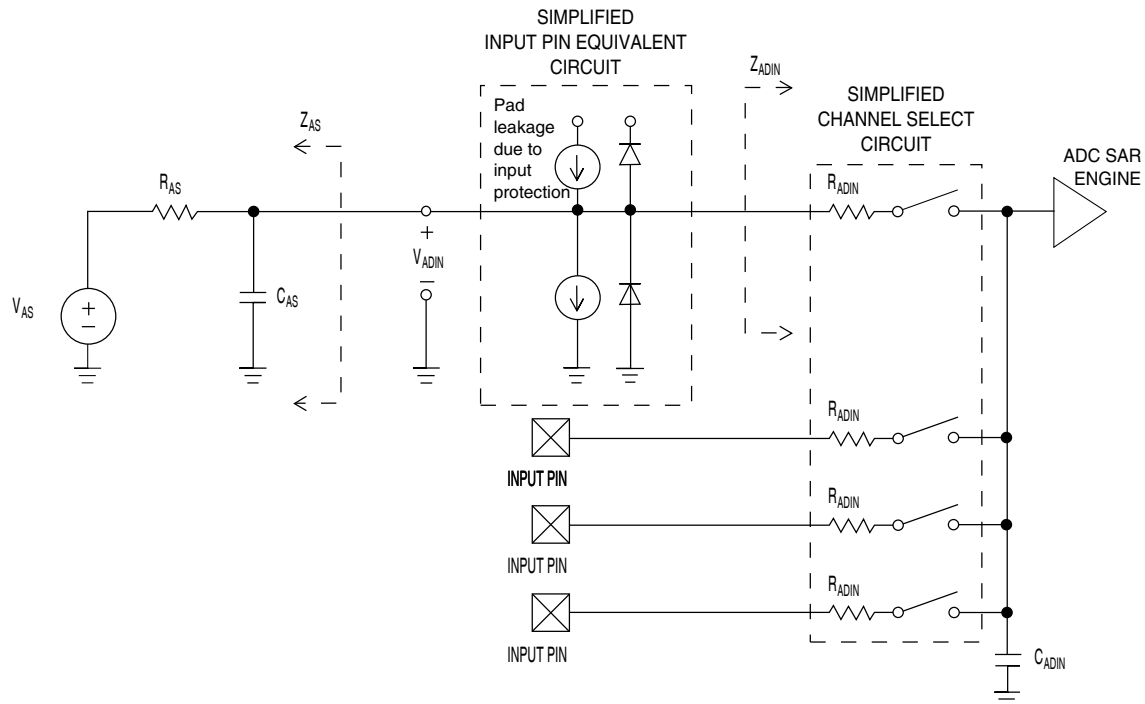 SIMPLIFIED
INPUT PIN EQUIVALENT
CIRCUIT
Pad
leakage
due to
input
protection
Z_ADIN
SIMPLIFIED
CHANNEL SELECT
CIRCUIT
ADC SAR
ENGINE
Z_AS
R_AS
R_ADIN
+
V_ADIN
–
C_AS
V_AS
+
–
R_ADIN
INPUT PIN
R_ADIN
INPUT PIN
R_ADIN
INPUT PIN
C_ADIN